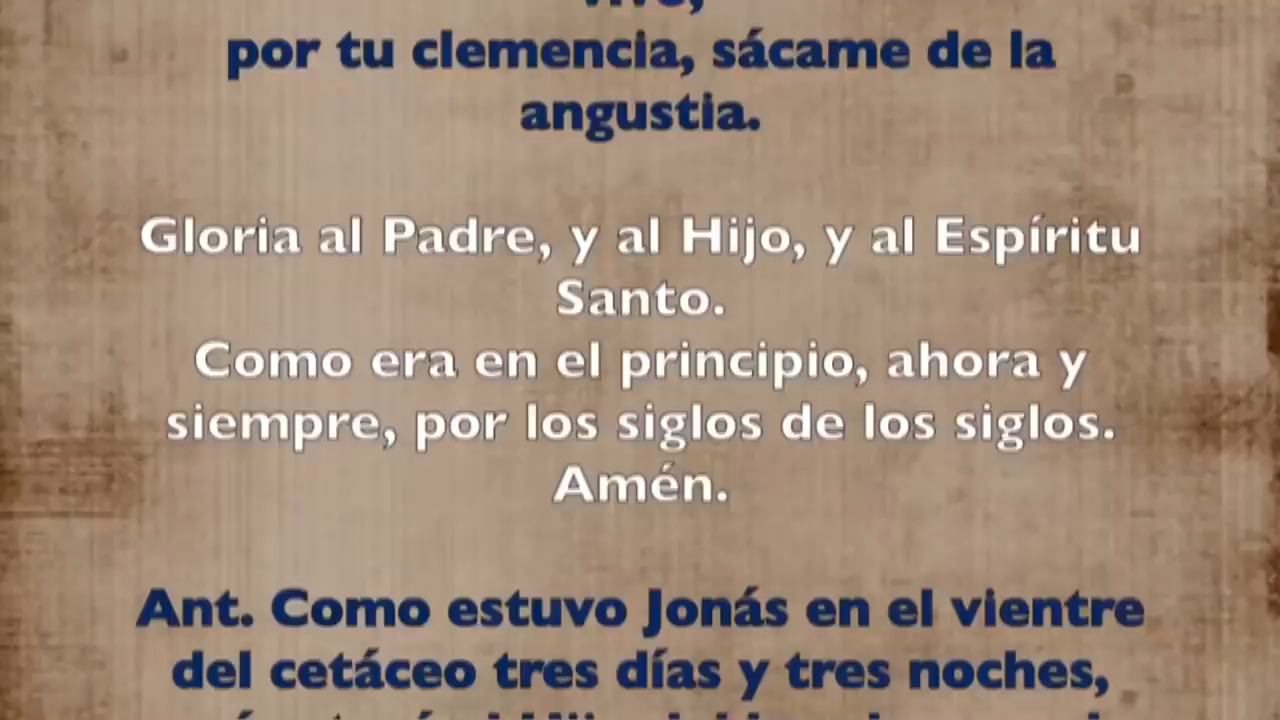 por tu clemencia, sácame de la
angustia.
Gloria al Padre, y al Hijo, y al Espíritu
Santo.
Como era en el principio, ahora y
siempre, por los siglos de los siglos.
Amén.
Ant. Como estuvo Jonás en el vientre
del cetáceo tres días y tres noches,